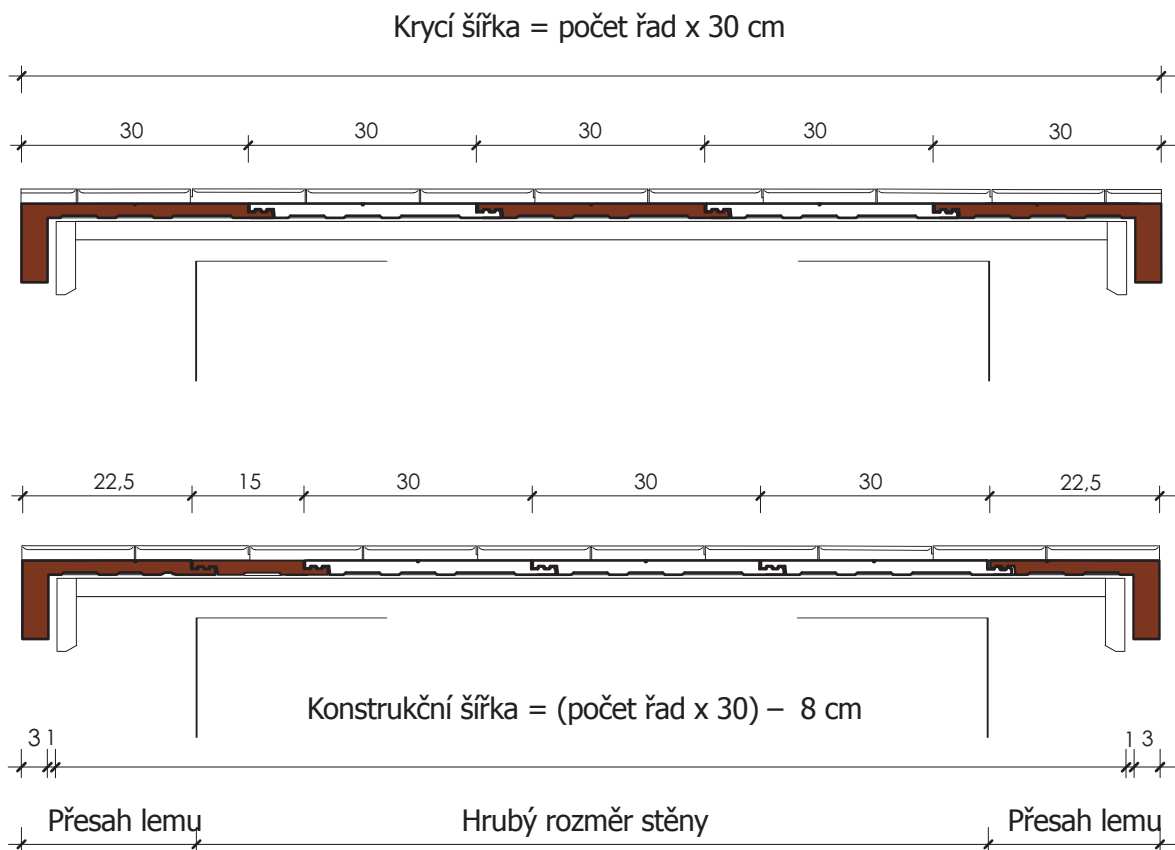 Krycí šířka = počet řad x 30 cm
30 30 30 30 30
22,5 15 30 30 30 22,5
Konstrukční šířka = (počet řad x 30) – 8 cm
3 1 1 3
Přesah lemu Hrubý rozměr stěny Přesah lemu